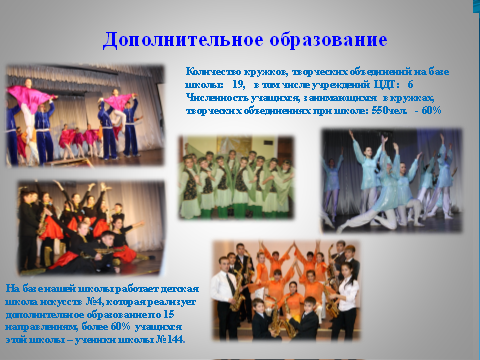 Дополнительное образование
Количество кружков, творческих объединений на базе
школы: 19, в том числе учреждений ЦДТ: 6
Численность учащихся, занимающихся в кружках,
творческих объединениях при школе: 550чел. - 60%
На базе нашей школы работает детская
школа искусств №4, которая реализует
дополнительное образование по 15
направлениям, более 60% учащихся
этой школы – ученики школы №144.